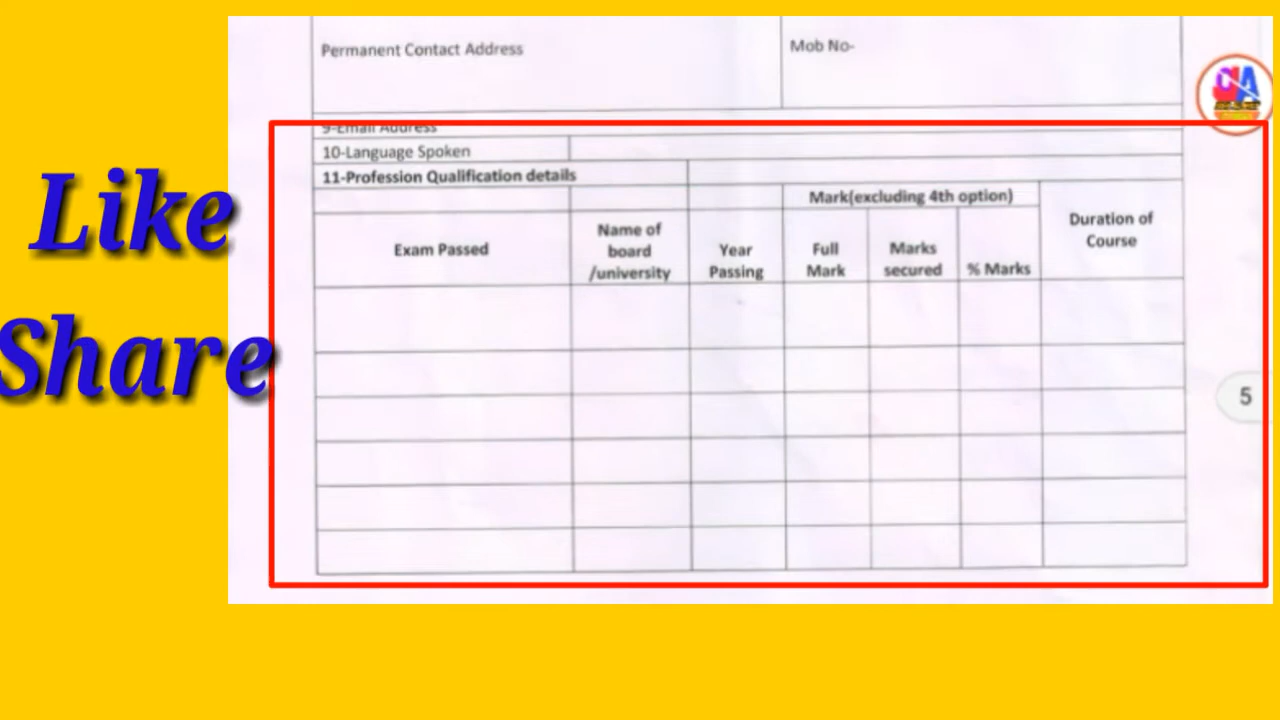 Like
Share
Permanent Contact Address
Mob No-
9-Email Address
10-Language Spoken
11-Profession Qualification details
Mark(excluding 4th option)
Exam Passed
Name of
board
/university
Year
Passing
Full
Mark
Marks
secured
% Marks
Duration of
Course
5